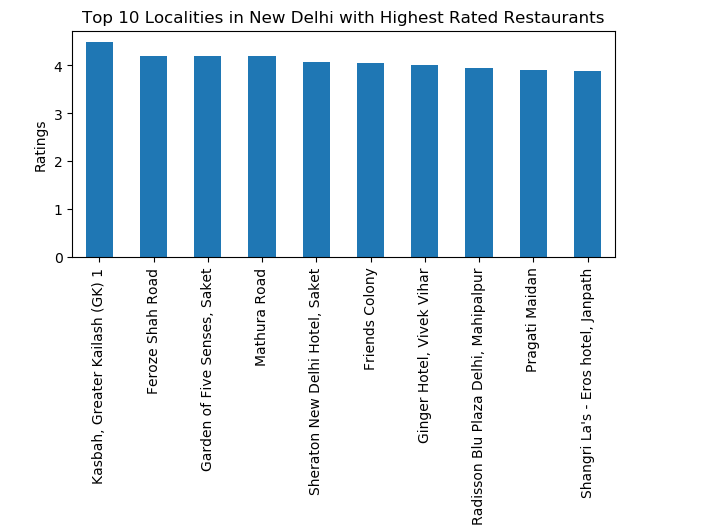 Top 10 Localities in New Delhi with Highest Rated Restaurants
Ratings
4
3
2
1
0
Kasbah, Greater Kailash (GK) 1
Feroze Shah Road
Garden of Five Senses, Saket
Mathura Road
Sheraton New Delhi Hotel, Saket
Friends Colony
Ginger Hotel, Vivek Vihar
Radisson Blu Plaza Delhi, Mahipalpur
Pragati Maidan
Shangri La's - Eros hotel, Janpath